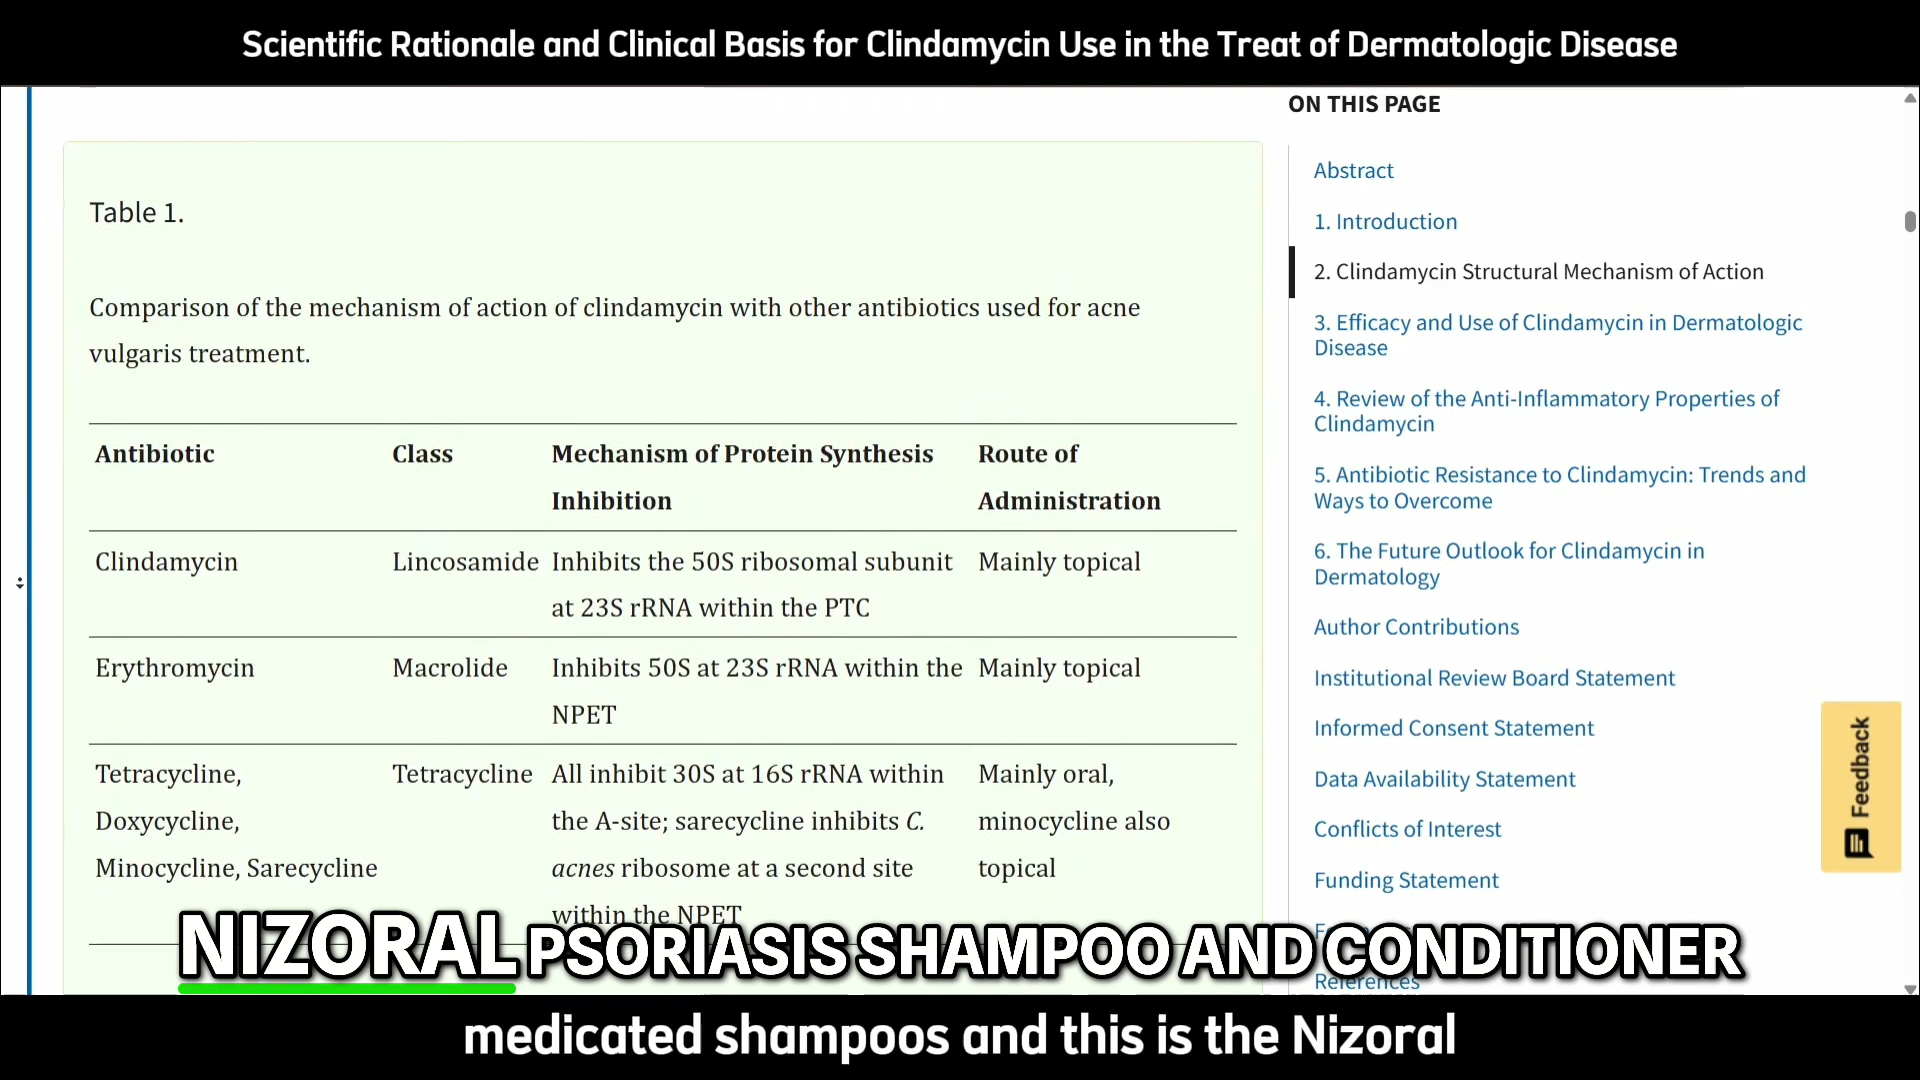 Scientific Rationale and Clinical Basis for Clindamycin Use in the Treat of Dermatologic Disease
Table 1.
Comparison of the mechanism of action of clindamycin with other antibiotics used for acne
vulgaris treatment.
Antibiotic Class Mechanism of Protein Synthesis Route of
Inhibition Administration
Clindamycin Lincosamide Inhibits the 50S ribosomal subunit Mainly topical
at 23S rRNA within the PTC
Erythromycin Macrolide Inhibits 50S at 23S rRNA within the Mainly topical
NPET
Tetracycline, Tetracycline All inhibit 30S at 16S rRNA within Mainly oral,
Doxycycline, the A-site; sarecycline inhibits C. minocycline also
Minocycline, Sarecycline acnes ribosome at a second site topical
within the NPET
ON THIS PAGE
Abstract
1. Introduction
2. Clindamycin Structural Mechanism of Action
3. Efficacy and Use of Clindamycin in Dermatologic
Disease
4. Review of the Anti-Inflammatory Properties of
Clindamycin
5. Antibiotic Resistance to Clindamycin: Trends and
Ways to Overcome
6. The Future Outlook for Clindamycin in
Dermatology
Author Contributions
Institutional Review Board Statement
Informed Consent Statement
Data Availability Statement
Conflicts of Interest
Funding Statement
References
Feedback
NIZORAL PSORIASIS SHAMPOO AND CONDITIONER
medicated shampoos and this is the Nizoral